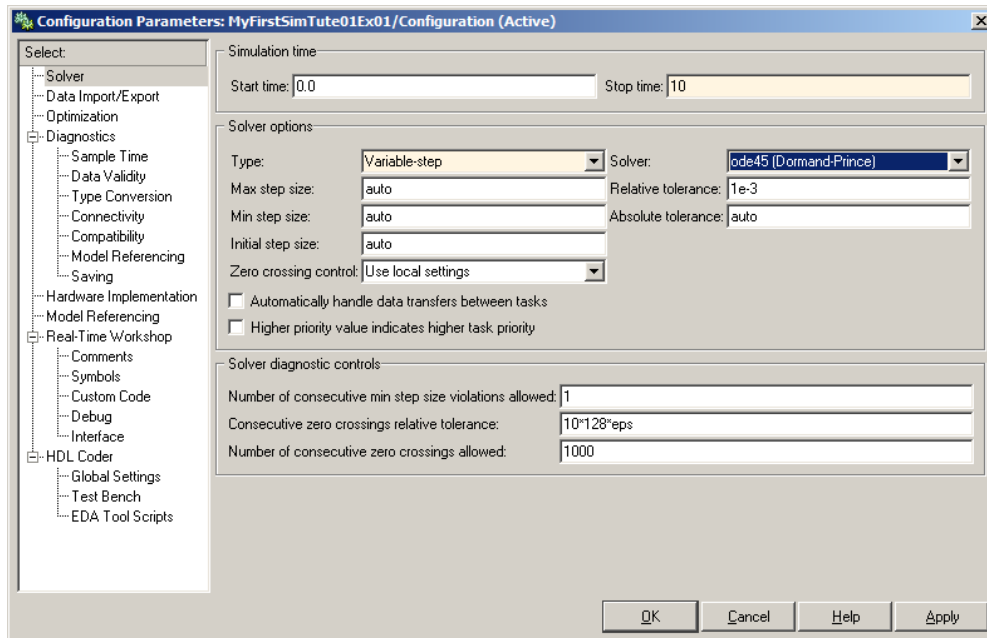 Configuration Parameters: MyFirstSimTute01Ex01/Configuration (Active)
Select:
Solver
Data Import/Export
Optimization
Diagnostics
Sample Time
Data Validity
Type Conversion
Connectivity
Compatibility
Model Referencing
Saving
Hardware Implementation
Model Referencing
Real-Time Workshop
Comments
Symbols
Custom Code
Debug
Interface
HDL Coder
Global Settings
Test Bench
EDA Tool Scripts
Simulation time
Start time: 0.0 Stop time: 10
Solver options
Type: Variable-step Solver: ode45 (Dormand-Prince)
Max step size: auto Relative tolerance: 1e-3
Min step size: auto Absolute tolerance: auto
Initial step size: auto
Zero crossing control: Use local settings
Automatically handle data transfers between tasks
Higher priority value indicates higher task priority
Solver diagnostic controls
Number of consecutive min step size violations allowed: 1
Consecutive zero crossings relative tolerance: 10*128*eps
Number of consecutive zero crossings allowed: 1000
OK Cancel Help Apply